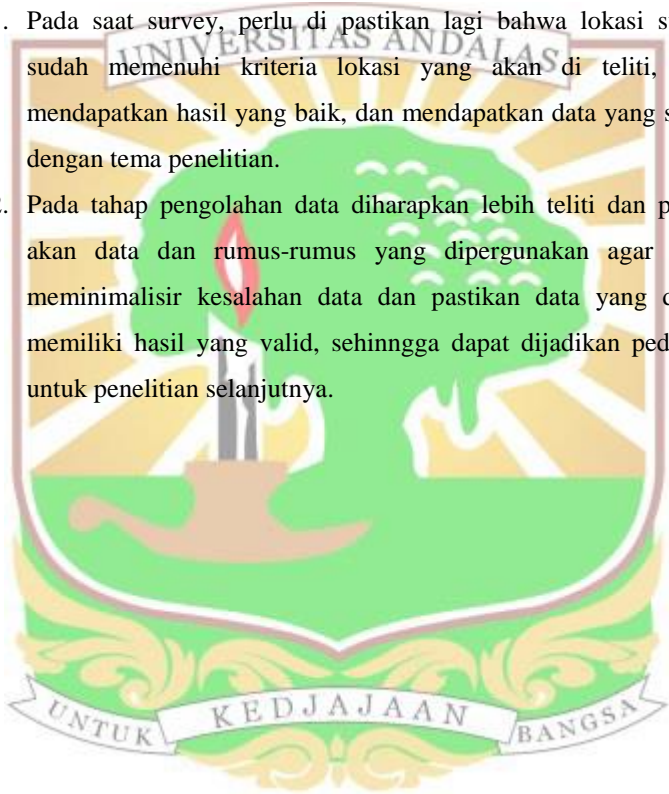 . Pada saat survey, perlu di pastikan lagi bahwa lokasi
UNIVERSITAS ANDALAS
sudah memenuhi kriteria lokasi yang akan di teliti,
mendapatkan hasil yang baik, dan mendapatkan data yang
dengan tema penelitian.
. Pada tahap pengolahan data diharapkan lebih teliti dan
akan data dan rumus-rumus yang dipergunakan agar
meminimalisir kesalahan data dan pastikan data yang
memiliki hasil yang valid, sehinngga dapat dijadikan
untuk penelitian selanjutnya.
UNTUK KEDJAJAAN BANGSA